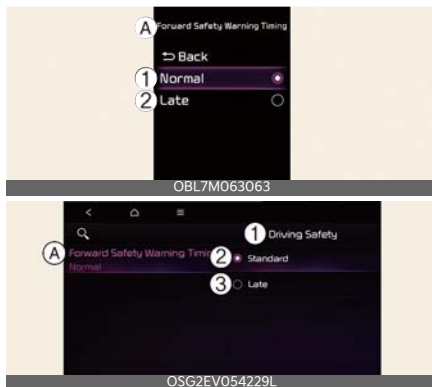 A Forward Safety Warning Timing
Back
1 Normal
2 Late
OBL7M063063
1 Driving Safety
A Forward Safety Warning Timing
Normal
2 Standard
3 Late
OSG2EV054229L